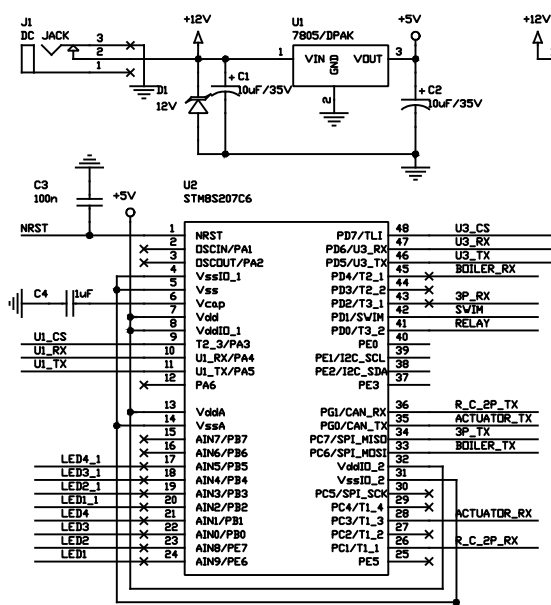 J1
DC JACK
3
2
1
+12V
D1
12V
C1
10uF/35V
U1
7805/DPAK
1
VIN
GND
VOUT
3
2
+5V
C2
10uF/35V
+12V
C3
100n
+5V
U2
STM8S207C6
NRST
C4
1uF
U1_CS
U1_RX
U1_TX
LED4_1
LED3_1
LED2_1
LED1_1
LED4
LED3
LED2
LED1
1 NRST
2 OSCIN/PA1
3 OSCOUT/PA2
4 VssIO_1
5 Vss
6 Vcap
7 Vdd
8 VddIO_1
9 T2_3/PA3
10 U1_RX/PA4
11 U1_TX/PA5
12 PA6
13 VddA
14 VssA
15 AIN7/PB7
16 AIN6/PB6
17 AIN5/PB5
18 AIN4/PB4
19 AIN3/PB3
20 AIN2/PB2
21 AIN1/PB1
22 AIN0/PB0
23 AIN8/PE7
24 AIN9/PE6
PD7/TLI 48 U3_CS
PD6/U3_RX 47 U3_RX
PD5/U3_TX 46 U3_TX
PD4/T2_1 45 BOILER_RX
PD3/T2_2 44
PD2/T3_1 43 3P_RX
PD1/SWIM 42 SWIM
PD0/T3_2 41 RELAY
PE0 40
PE1/I2C_SCL 39
PE2/I2C_SDA 38
PE3 37
PG1/CAN_RX 36 R_C_2P_TX
PG0/CAN_TX 35 ACTUATOR_TX
PC7/SPI_MISO 34 3P_TX
PC6/SPI_MOSI 33 BOILER_TX
VddIO_2 32
VssIO_2 31
PC5/SPI_SCK 30
PC4/T1_4 29
PC3/T1_3 28 ACTUATOR_RX
PC2/T1_2 27
PC1/T1_1 26 R_C_2P_RX
PE5 25